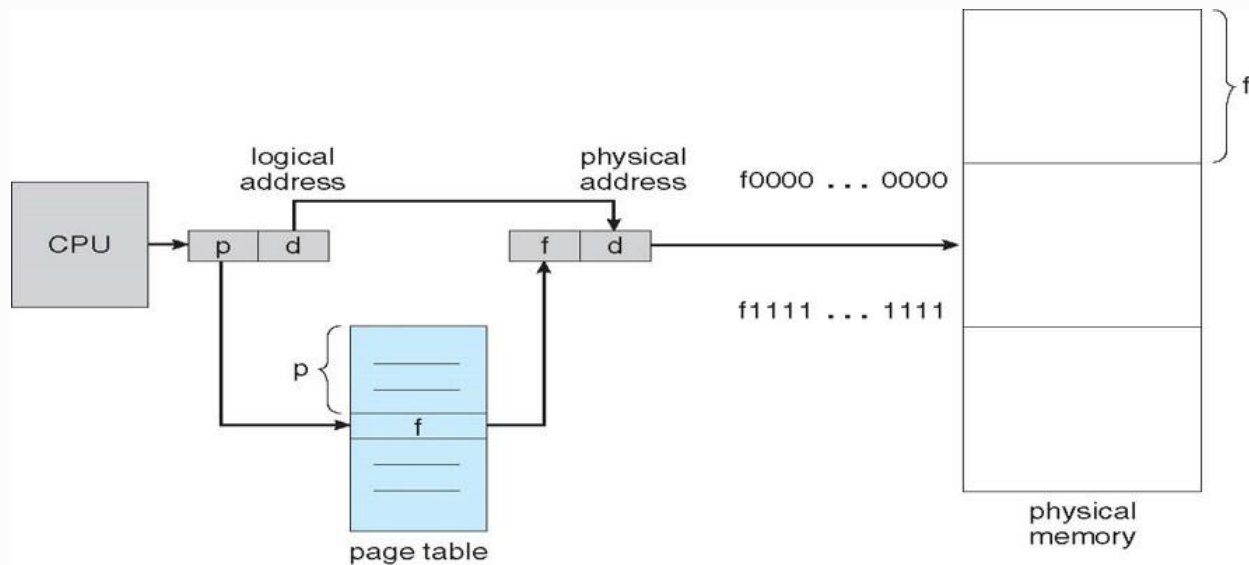 f
logical
address
physical
address
f0000 ... 0000
CPU
p
d
f
d
f1111 ... 1111
p
f
page table
physical
memory